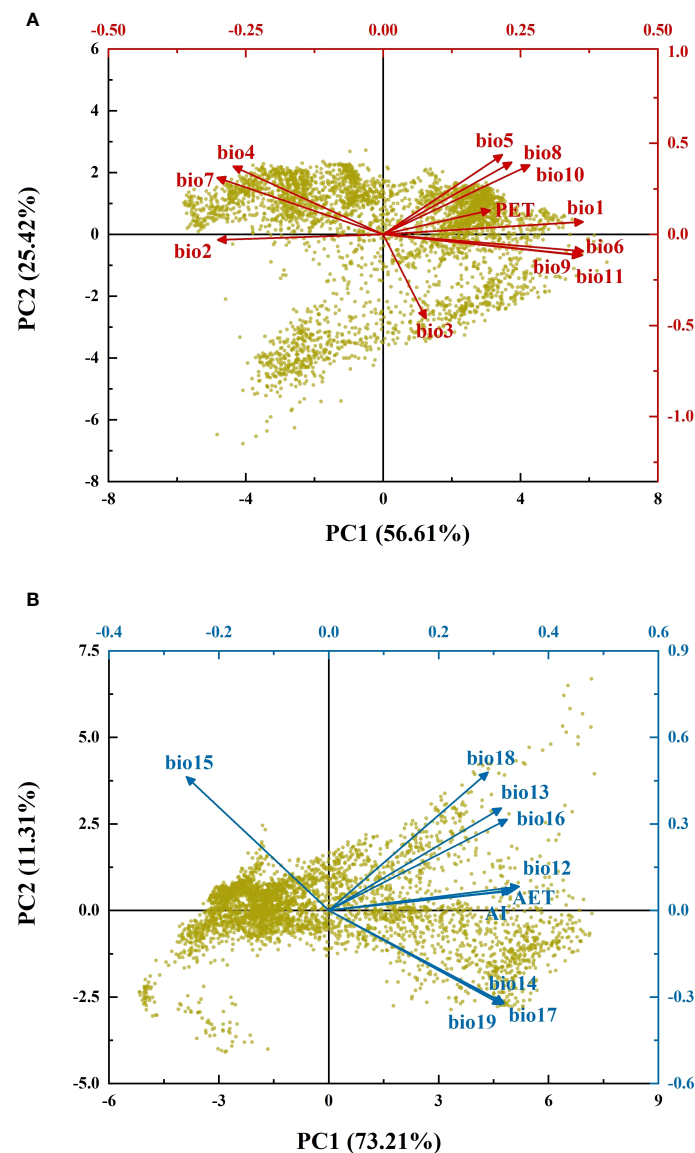 A
-0.50 -0.25 0.00 0.25 0.50
6 1.0
4
0.5
bio5
bio4 bio8
2
bio7 bio10
PET bio1
0 0.0
bio2 bio6
bio9
bio11
-2
bio3 -0.5
-4
-6 -1.0
-8
-8 -4 0 4 8
PC2 (25.42%)
PC1 (56.61%)
B
-0.4 -0.2 0.0 0.2 0.4 0.6
7.5 0.9
5.0 0.6
bio15 bio18
bio13
2.5 bio16 0.3
bio12
AET
0.0 0.0
AI
bio14
-2.5 -0.3
bio19 bio17
-5.0 -0.6
-6 -3 0 3 6 9
PC2 (11.31%)
PC1 (73.21%)